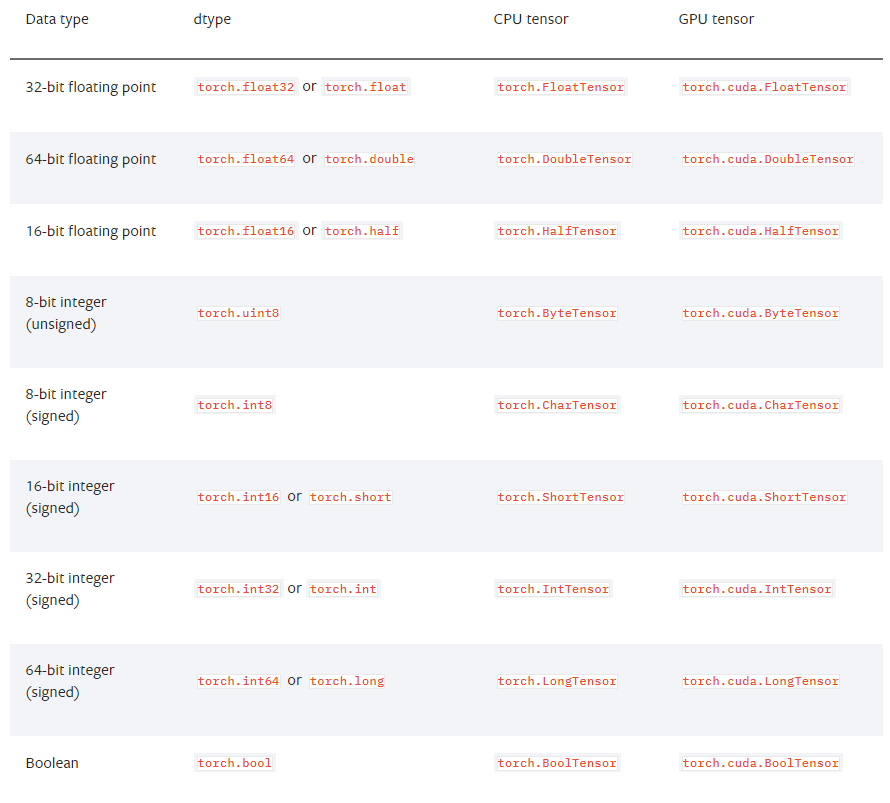 Data type dtype CPU tensor GPU tensor
32-bit floating point torch.float32 or torch.float torch.FloatTensor torch.cuda.FloatTensor
64-bit floating point torch.float64 or torch.double torch.DoubleTensor torch.cuda.DoubleTensor
16-bit floating point torch.float16 or torch.half torch.HalfTensor torch.cuda.HalfTensor
8-bit integer
(unsigned) torch.uint8 torch.ByteTensor torch.cuda.ByteTensor
8-bit integer
(signed) torch.int8 torch.CharTensor torch.cuda.CharTensor
16-bit integer
(signed) torch.int16 or torch.short torch.ShortTensor torch.cuda.ShortTensor
32-bit integer
(signed) torch.int32 or torch.int torch.IntTensor torch.cuda.IntTensor
64-bit integer
(signed) torch.int64 or torch.long torch.LongTensor torch.cuda.LongTensor
Boolean torch.bool torch.BoolTensor torch.cuda.BoolTensor